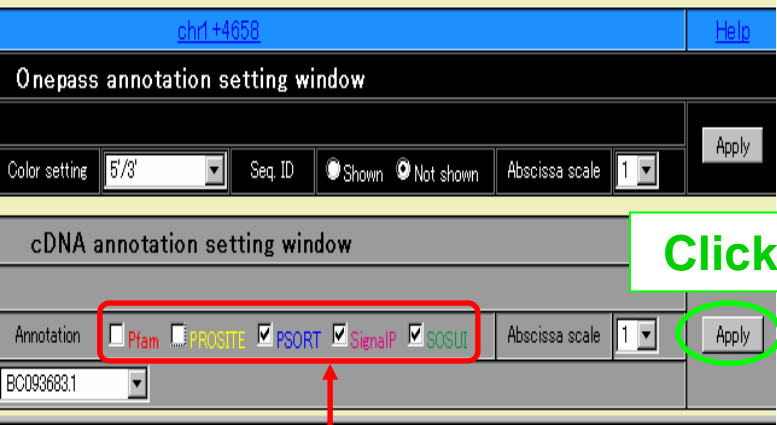 chr1+4658 Help
Onepass annotation setting window
Color setting 5'/3' Seq. ID Shown Not shown Abscissa scale 1 Apply
cDNA annotation setting window
Click
Annotation Pfam PROSITE PSORT SignalP SOSUI Abscissa scale 1 Apply
BC093683.1